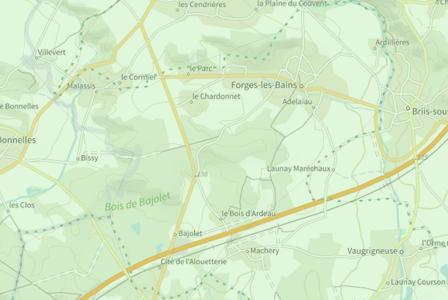 les Cendrières
la Plaine du Couvent
Ardillières
Villevert
le Parc
le Cormier
Malassis
Forges-les-Bains
le Chardonnet
Adélaïau
e Bonnelles
Briis-sous
Bonnelles
Bissy
Launay Maréchaux
Bois de Bajolet
les Clos
le Bois d'Ardeau
Bajolet
Machery
Cité de l'Alouetterie
Vaugrigneuse
l'Orme
Launay Courson